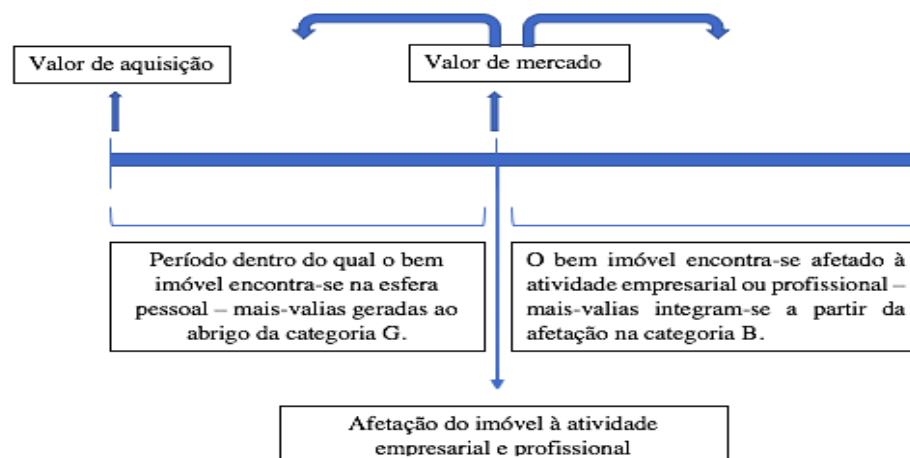 Valor de aquisição
Valor de mercado
Período dentro do qual o bem
imóvel encontra-se na esfera
pessoal – mais-valias geradas ao
abrigo da categoria G.
O bem imóvel encontra-se afetado à
atividade empresarial ou profissional –
mais-valias integram-se a partir da
afetação na categoria B.
Afetação do imóvel à atividade
empresarial e profissional